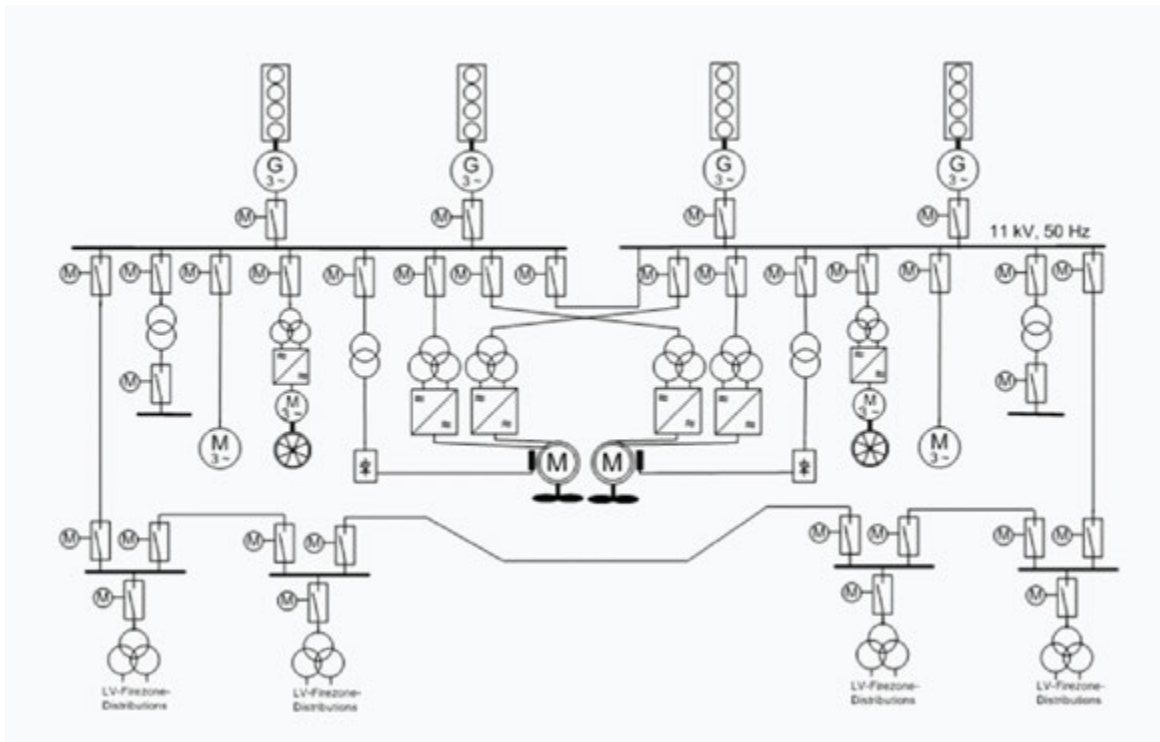 G G G G
3 ~ 3 ~ 3 ~ 3 ~
M M M M
11 kV, 50 Hz
M M M M M M M M M M M M M M M
M M
M M
3 ~ 3 ~
M M M M
3 ~ 3 ~
M M M M M M M M
M M M M
LV-Firezone- LV-Firezone- LV-Firezone- LV-Firezone-
Distributions Distributions Distributions Distributions